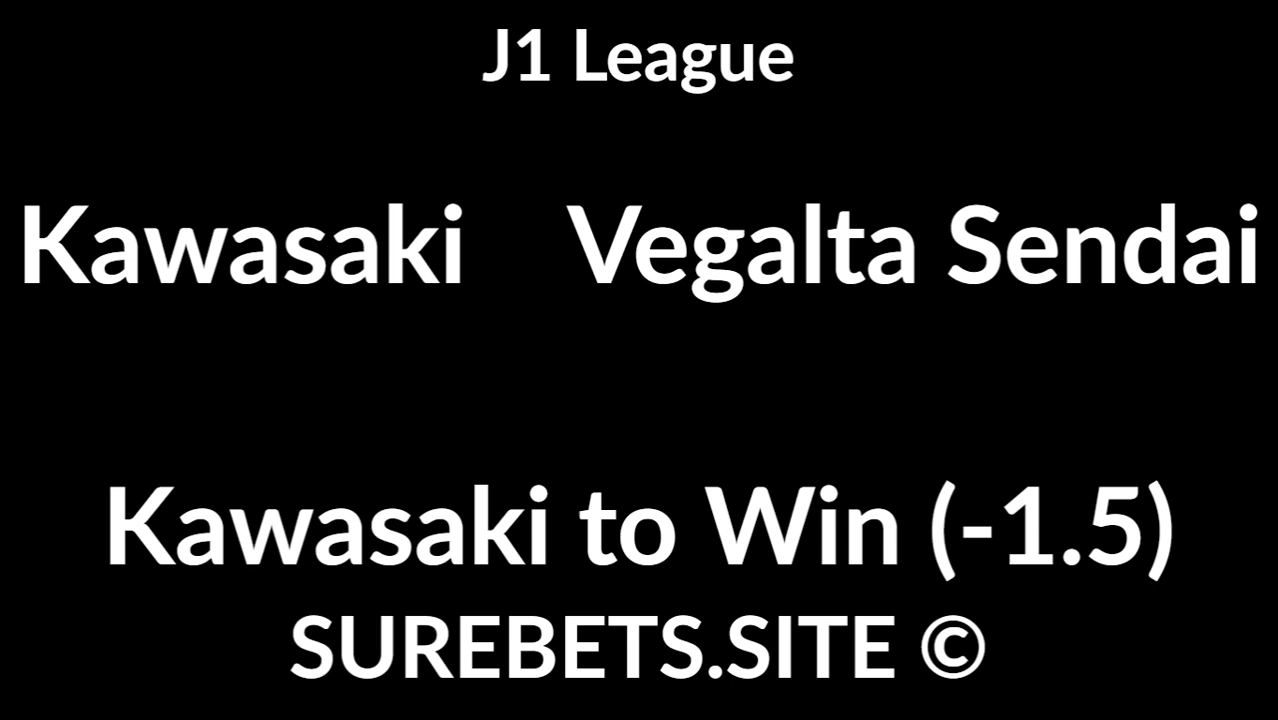 J1 League
Kawasaki Vegalta Sendai
Kawasaki to Win (-1.5)
SUREBETS.SITE ©